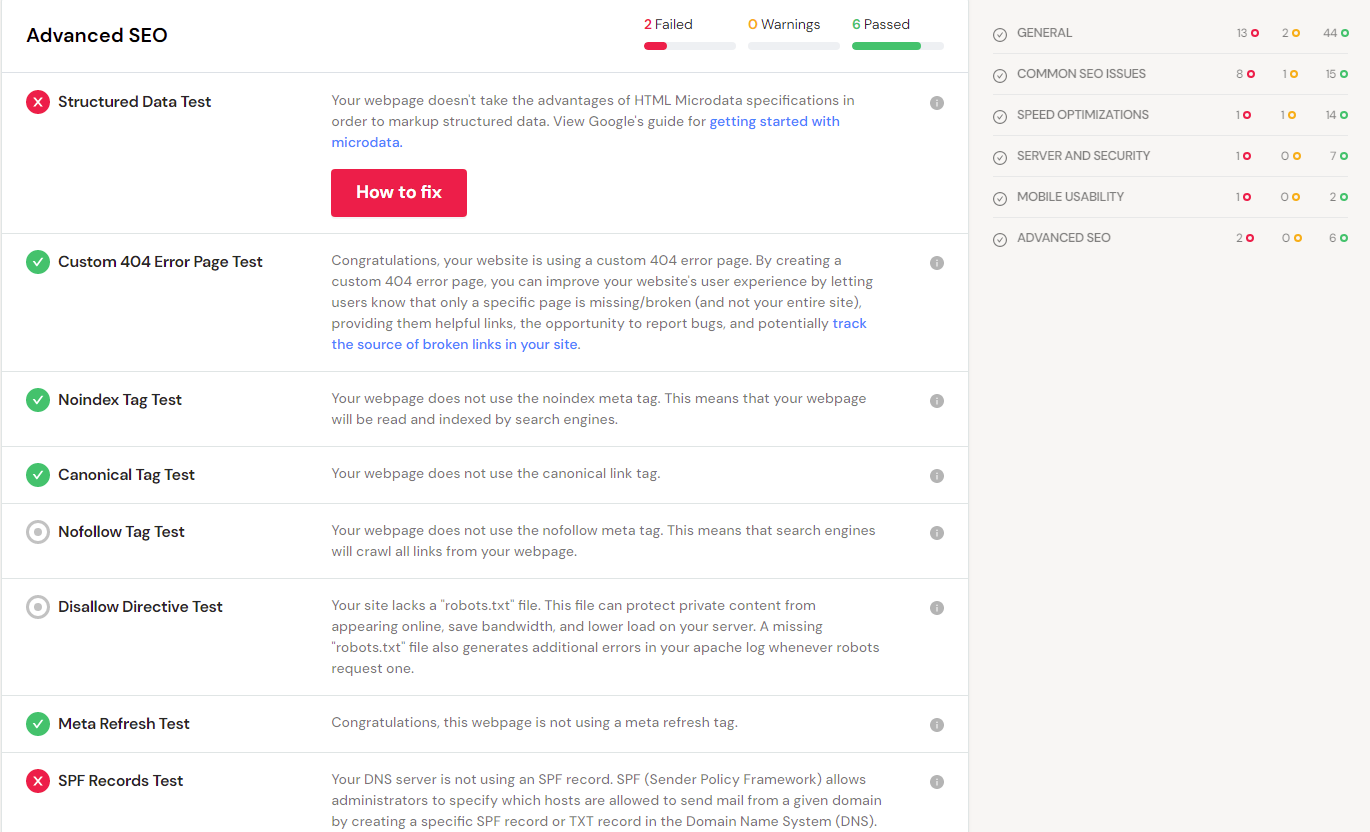 Advanced SEO
2 Failed
0 Warnings
6 Passed
Structured Data Test
Your webpage doesn't take the advantages of HTML Microdata specifications in
order to markup structured data. View Google's guide for getting started with
microdata.
How to fix
Custom 404 Error Page Test
Congratulations, your website is using a custom 404 error page. By creating a
custom 404 error page, you can improve your website's user experience by letting
users know that only a specific page is missing/broken (and not your entire site),
providing them helpful links, the opportunity to report bugs, and potentially track
the source of broken links in your site.
Noindex Tag Test
Your webpage does not use the noindex meta tag. This means that your webpage
will be read and indexed by search engines.
Canonical Tag Test
Your webpage does not use the canonical link tag.
Nofollow Tag Test
Your webpage does not use the nofollow meta tag. This means that search engines
will crawl all links from your webpage.
Disallow Directive Test
Your site lacks a "robots.txt" file. This file can protect private content from
appearing online, save bandwidth, and lower load on your server. A missing
"robots.txt" file also generates additional errors in your apache log whenever robots
request one.
Meta Refresh Test
Congratulations, this webpage is not using a meta refresh tag.
SPF Records Test
Your DNS server is not using an SPF record. SPF (Sender Policy Framework) allows
administrators to specify which hosts are allowed to send mail from a given domain
by creating a specific SPF record or TXT record in the Domain Name System (DNS).
GENERAL 13 2 44
COMMON SEO ISSUES 8 1 15
SPEED OPTIMIZATIONS 1 1 14
SERVER AND SECURITY 1 0 7
MOBILE USABILITY 1 0 2
ADVANCED SEO 2 0 6